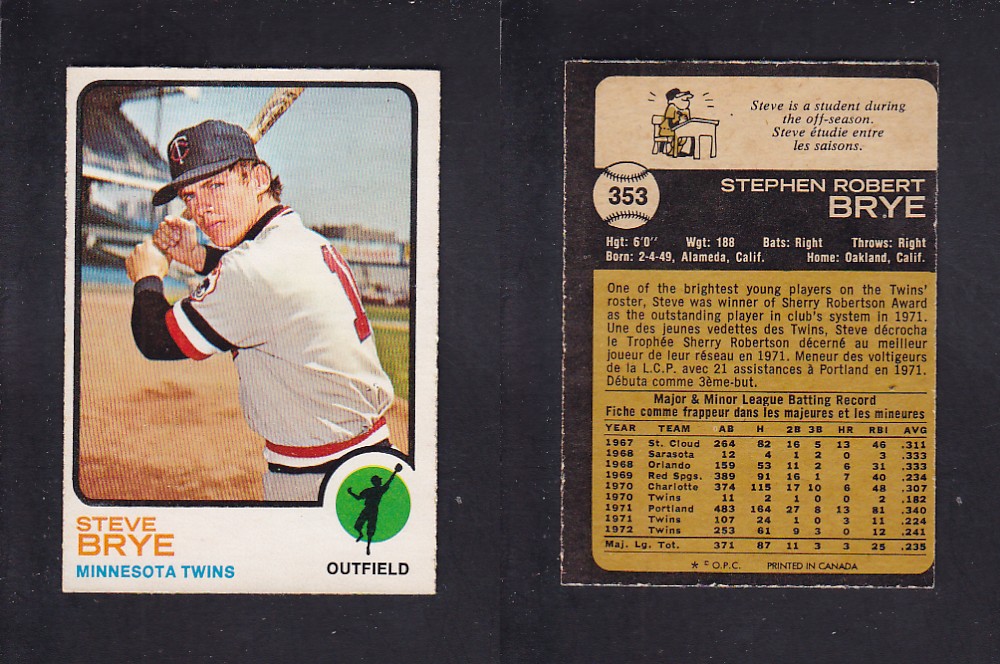 TC
STEVE
BRYE
MINNESOTA TWINS
OUTFIELD
Steve is a student during
the off-season.
Steve étudie entre
les saisons.
353
STEPHEN ROBERT
BRYE
Hgt: 6'0" Wgt: 188 Bats: Right Throws: Right
Born: 2-4-49, Alameda, Calif. Home: Oakland, Calif.
One of the brightest young players on the Twins'
roster, Steve was winner of Sherry Robertson Award
as the outstanding player in club's system in 1971.
Une des jeunes vedettes des Twins, Steve décrocha
le Trophée Sherry Robertson décerné au meilleur
joueur de leur réseau en 1971. Meneur des voltigeurs
de la L.C.P. avec 21 assistances à Portland en 1971.
Débuta comme 3ème-but.
Major & Minor League Batting Record
Fiche comme frappeur dans les majeures et les mineures
YEAR TEAM AB H 2B 3B HR RBI AVG
1967 St. Cloud 264 82 16 5 13 46 .311
1968 Sarasota 12 4 1 2 0 3 .333
1968 Orlando 159 53 11 2 6 31 .333
1969 Red Spgs. 389 91 16 1 7 40 .234
1970 Charlotte 374 115 17 10 6 48 .307
1970 Twins 11 2 1 0 0 2 .182
1971 Portland 483 164 27 8 13 81 .340
1971 Twins 107 24 1 0 3 11 .224
1972 Twins 253 61 9 3 0 12 .241
Maj. Lg. Tot. 371 87 11 3 3 25 .235
* © O.P.C. PRINTED IN CANADA